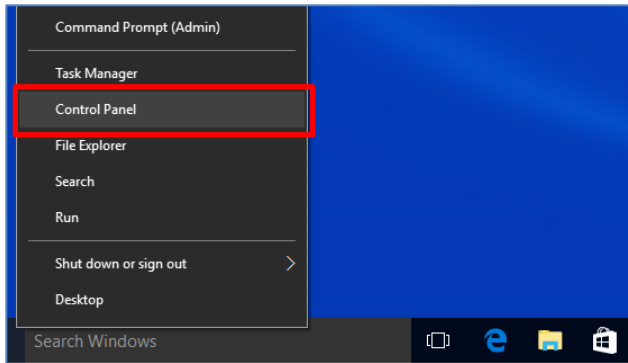 Command Prompt (Admin)
Task Manager
Control Panel
File Explorer
Search
Run
Shut down or sign out
Desktop
Search Windows